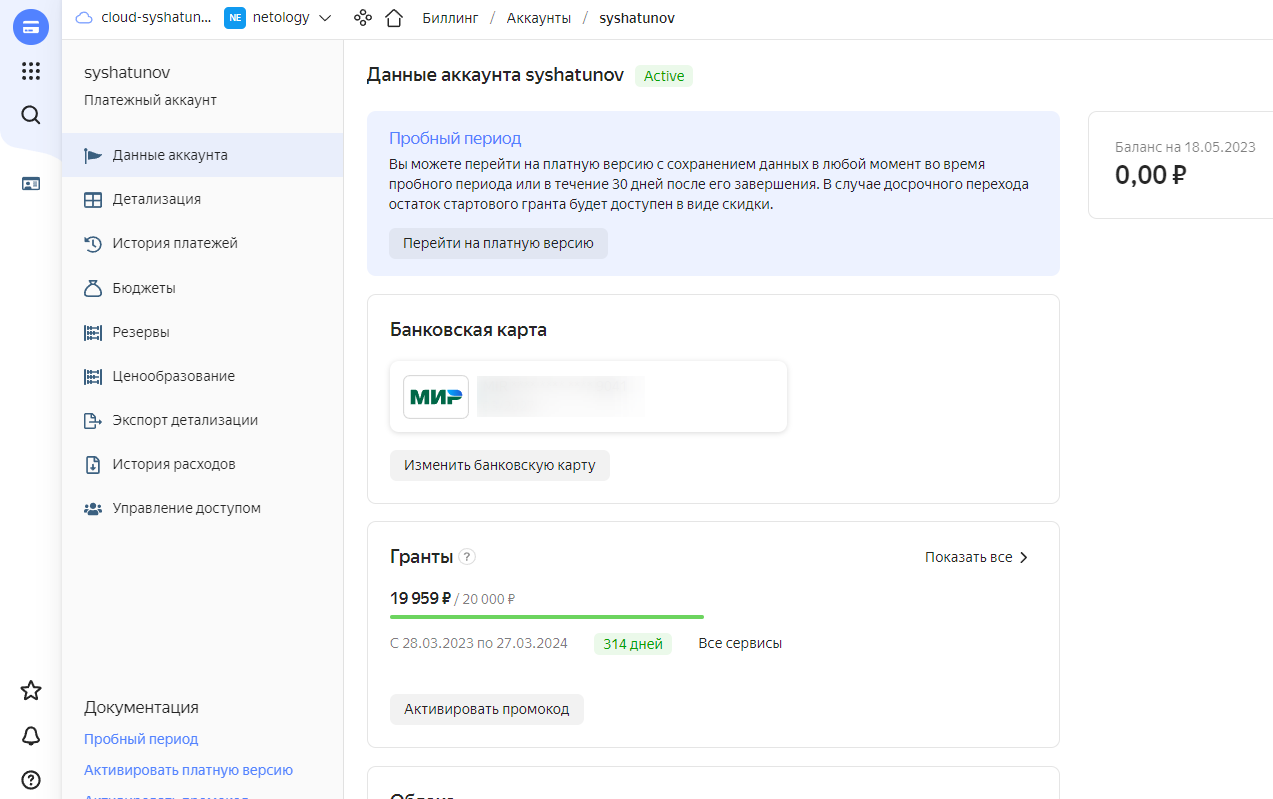 cloud-syshatun...
NE
netology
Биллинг / Аккаунты / syshatunov
syshatunov
Платежный аккаунт
Данные аккаунта
Детализация
История платежей
Бюджеты
Резервы
Ценообразование
Экспорт детализации
История расходов
Управление доступом
Документация
Пробный период
Активировать платную версию
Активировать промокод
Данные аккаунта syshatunov
Active
Пробный период
Вы можете перейти на платную версию с сохранением данных в любой момент во время
пробного периода или в течение 30 дней после его завершения. В случае досрочного перехода
остаток стартового гранта будет доступен в виде скидки.
Перейти на платную версию
Банковская карта
МИР
Изменить банковскую карту
Гранты ?
Показать все
19 959 ₽ / 20 000 ₽
С 28.03.2023 по 27.03.2024
314 дней
Все сервисы
Активировать промокод
Баланс на 18.05.2023
0,00 ₽